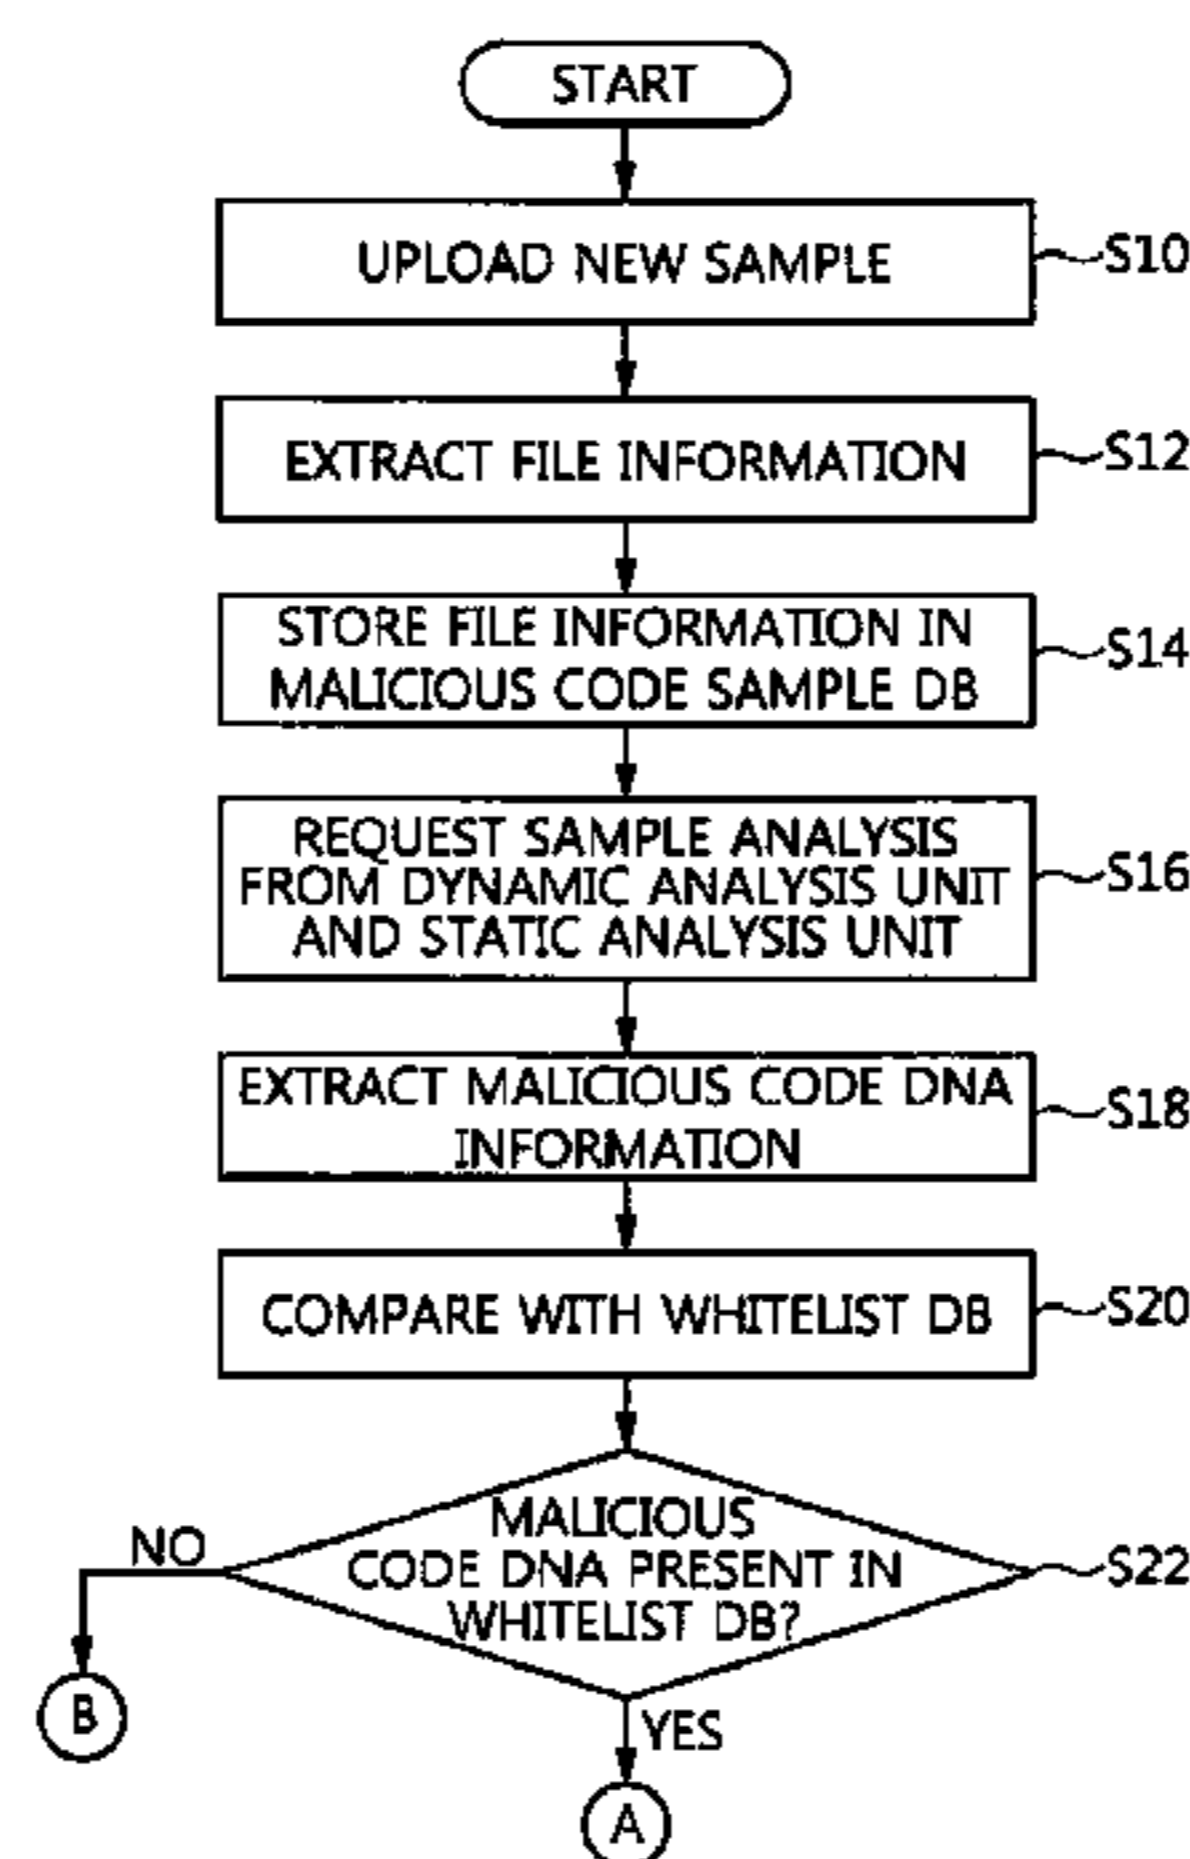 START
UPLOAD NEW SAMPLE
S10
EXTRACT FILE INFORMATION
S12
STORE FILE INFORMATION IN
MALICIOUS CODE SAMPLE DB
S14
REQUEST SAMPLE ANALYSIS
FROM DYNAMIC ANALYSIS UNIT
AND STATIC ANALYSIS UNIT
S16
EXTRACT MALICIOUS CODE DNA
INFORMATION
S18
COMPARE WITH WHITELIST DB
S20
MALICIOUS
CODE DNA PRESENT IN
WHITELIST DB?
S22
NO
B
YES
A